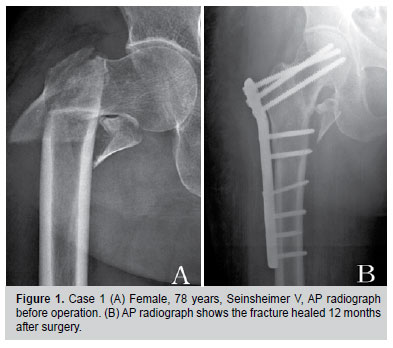 A
B
Figure 1. Case 1 (A) Female, 78 years, Seinsheimer V, AP radiograph
before operation. (B) AP radiograph shows the fracture healed 12 months
after surgery.